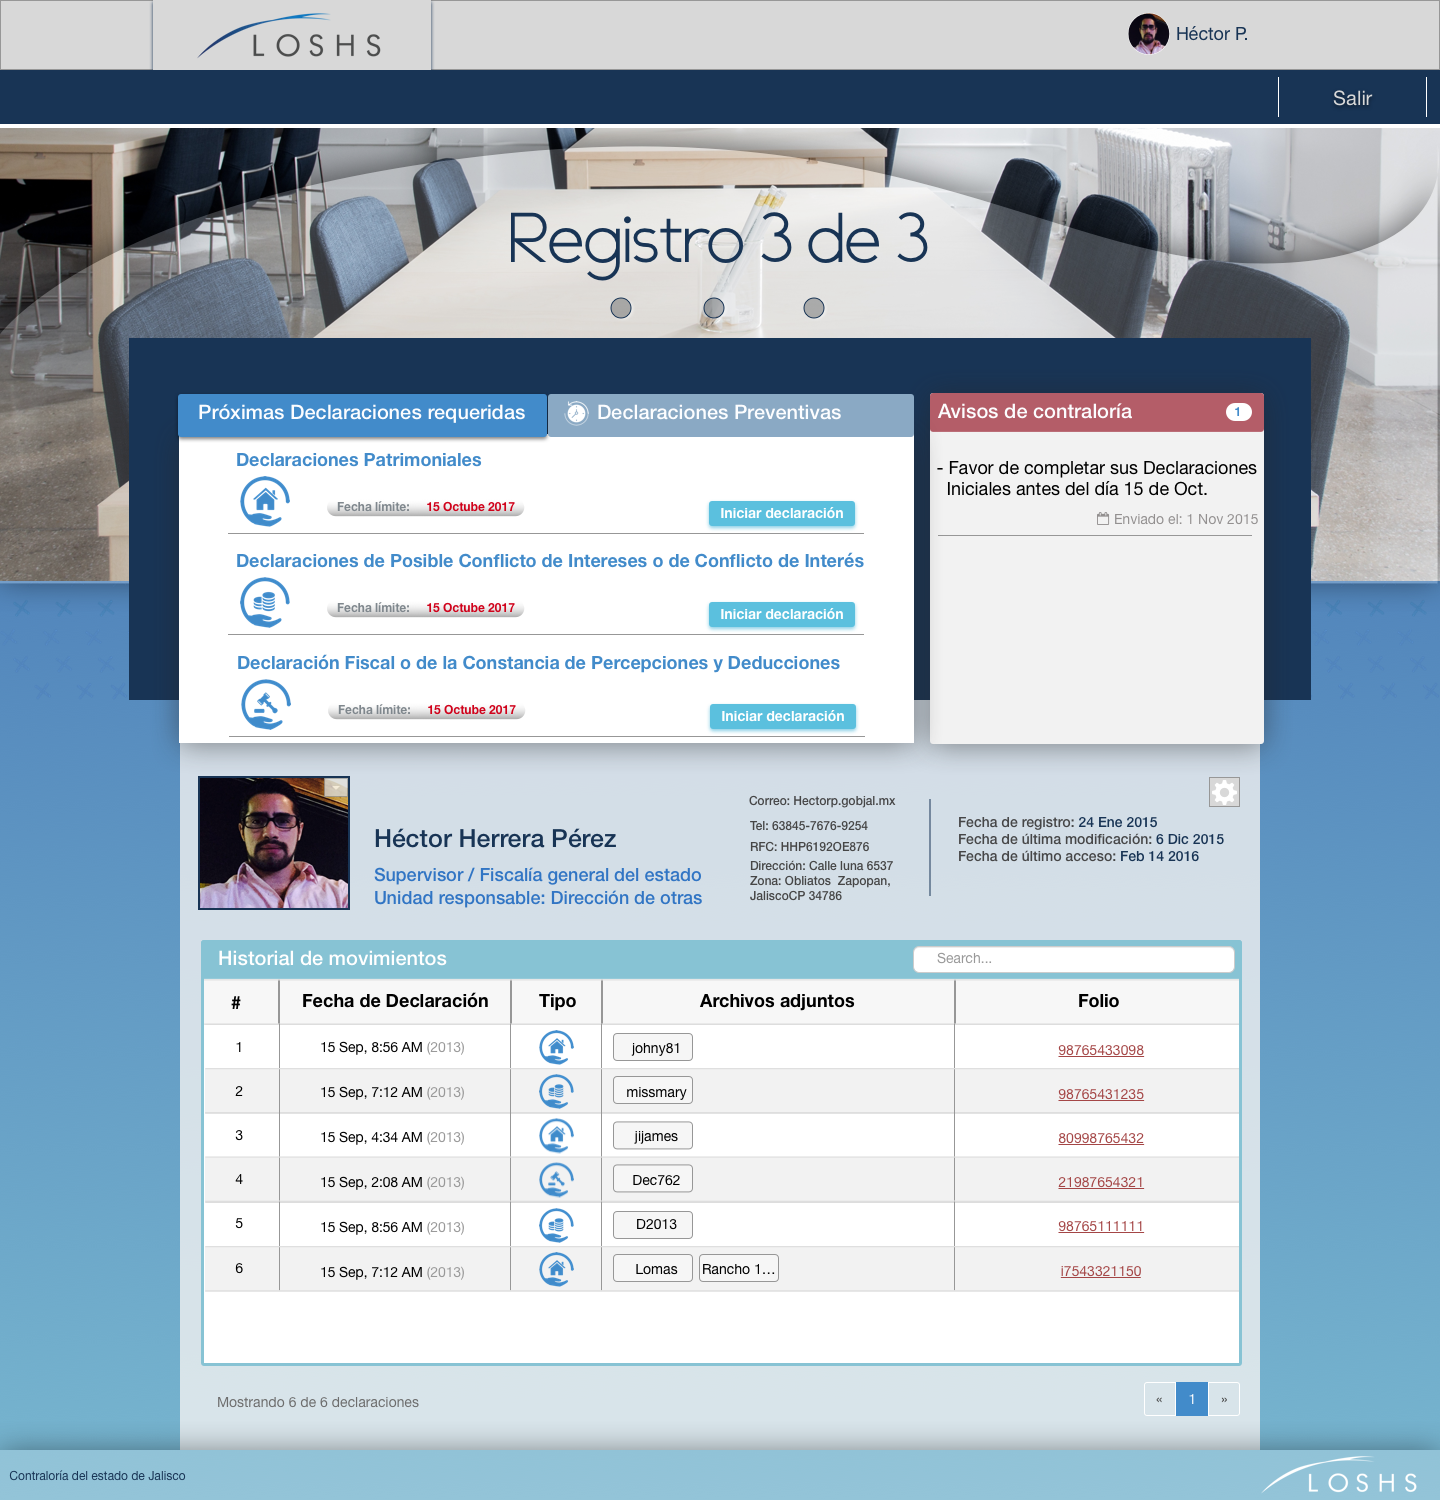 LOSHS
Héctor P.
Salir
Registro 3 de 3
Próximas Declaraciones requeridas
Declaraciones Preventivas
Declaraciones Patrimoniales
Fecha límite: 15 Octube 2017
Iniciar declaración
Declaraciones de Posible Conflicto de Intereses o de Conflicto de Interés
Fecha límite: 15 Octube 2017
Iniciar declaración
Declaración Fiscal o de la Constancia de Percepciones y Deducciones
Fecha límite: 15 Octube 2017
Iniciar declaración
Avisos de contraloría 1
- Favor de completar sus Declaraciones
Iniciales antes del día 15 de Oct.
Enviado el: 1 Nov 2015
Héctor Herrera Pérez
Supervisor / Fiscalía general del estado
Unidad responsable: Dirección de otras
Correo: Hectorp.gobjal.mx
Tel: 63845-7676-9254
RFC: HHP6192OE876
Dirección: Calle luna 6537
Zona: Obliatos Zapopan,
JaliscoCP 34786
Fecha de registro: 24 Ene 2015
Fecha de última modificación: 6 Dic 2015
Fecha de último acceso: Feb 14 2016
Historial de movimientos
Search...
# Fecha de Declaración Tipo Archivos adjuntos Folio
1 15 Sep, 8:56 AM (2013) johny81 98765433098
2 15 Sep, 7:12 AM (2013) missmary 98765431235
3 15 Sep, 4:34 AM (2013) jijames 80998765432
4 15 Sep, 2:08 AM (2013) Dec762 21987654321
5 15 Sep, 8:56 AM (2013) D2013 98765111111
6 15 Sep, 7:12 AM (2013) Lomas Rancho 1... i7543321150
Mostrando 6 de 6 declaraciones
« 1 »
Contraloría del estado de Jalisco
LOSHS